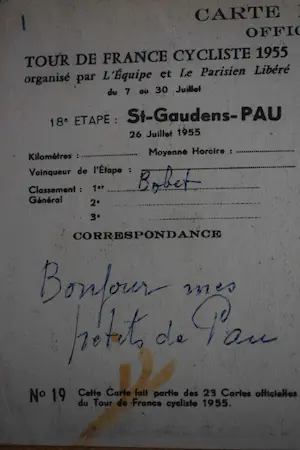 1
CARTE
OFFI
TOUR DE FRANCE CYCLISTE 1955
organisé par L'Équipe et Le Parisien Libéré
du 7 au 30 Juillet
18e ETAPE : St-Gaudens-PAU
26 Juillet 1955
Kilomètres : Moyenne Horaire :
Vainqueur de l'Étape :
Classement : 1er Bobet
Général 2e
3e
CORRESPONDANCE
Bonjour mes
petits de Pau
No 19 Cette Carte fait partie des 23 Cartes officielles
du Tour de France cycliste 1955.